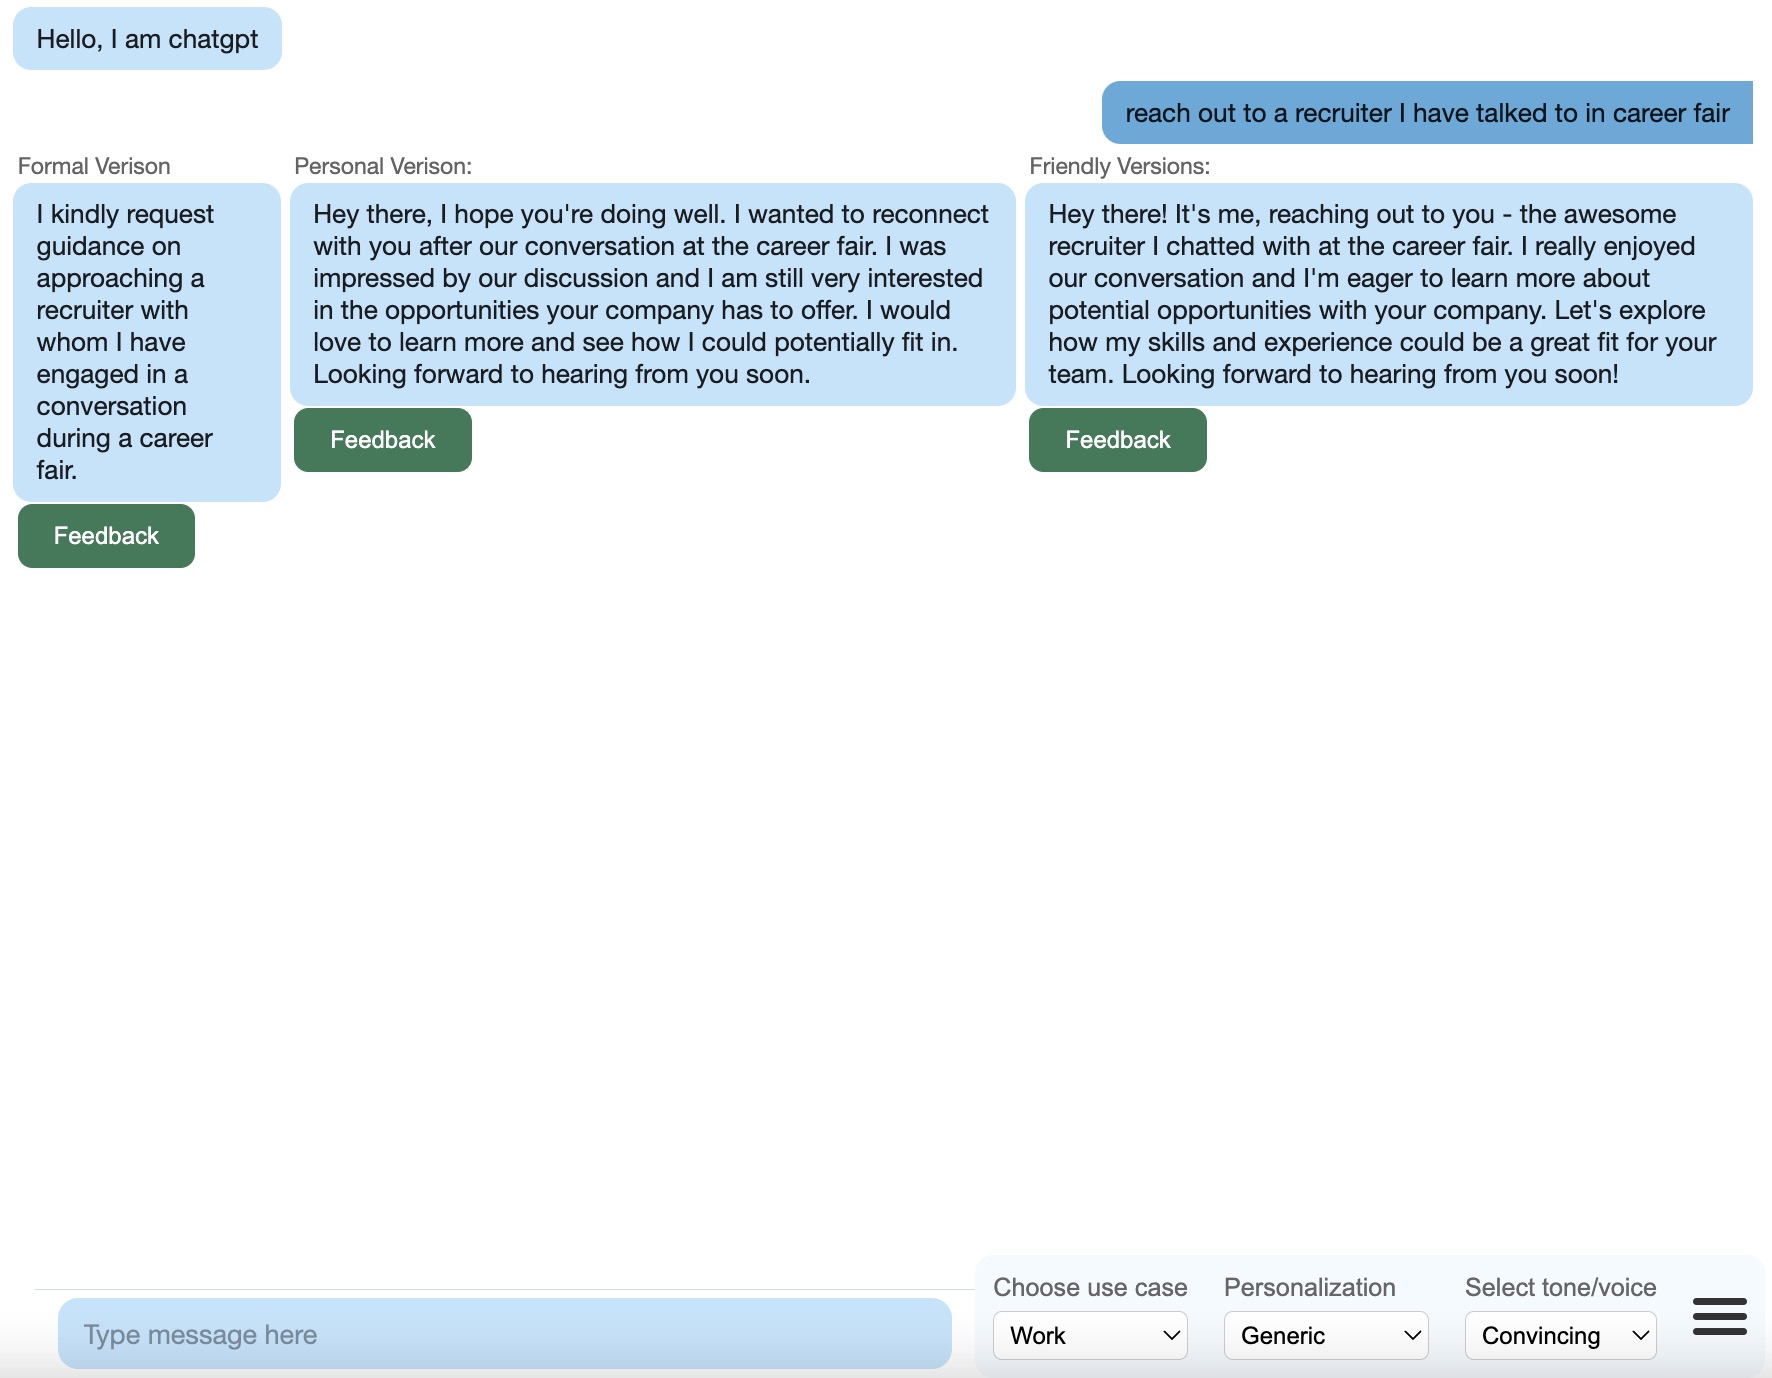 Hello, I am chatgpt
reach out to a recruiter I have talked to in career fair
Formal Verison
I kindly request
guidance on
approaching a
recruiter with
whom I have
engaged in a
conversation
during a career
fair.
Feedback
Personal Verison:
Hey there, I hope you're doing well. I wanted to reconnect
with you after our conversation at the career fair. I was
impressed by our discussion and I am still very interested
in the opportunities your company has to offer. I would
love to learn more and see how I could potentially fit in.
Looking forward to hearing from you soon.
Feedback
Friendly Versions:
Hey there! It's me, reaching out to you - the awesome
recruiter I chatted with at the career fair. I really enjoyed
our conversation and I'm eager to learn more about
potential opportunities with your company. Let's explore
how my skills and experience could be a great fit for your
team. Looking forward to hearing from you soon!
Feedback
Type message here
Choose use case
Work
Personalization
Generic
Select tone/voice
Convincing